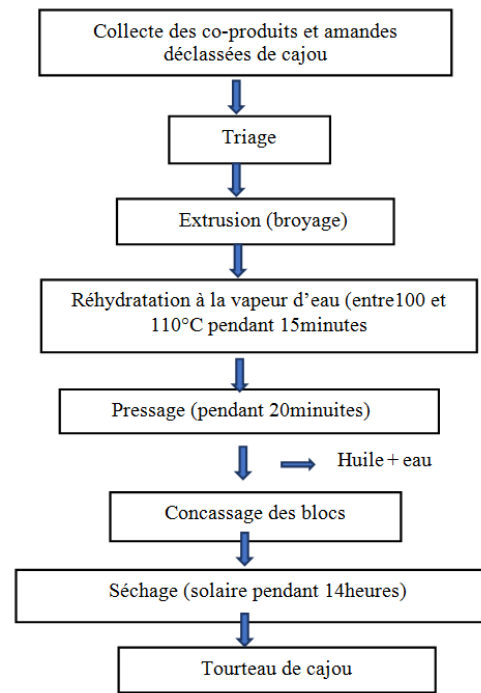 Collecte des co-produits et amandes
déclassées de cajou
Triage
Extrusion (broyage)
Réhydratation à la vapeur d’eau (entre100 et
110°C pendant 15minutes
Pressage (pendant 20minuites)
Huile + eau
Concassage des blocs
Séchage (solaire pendant 14heures)
Tourteau de cajou